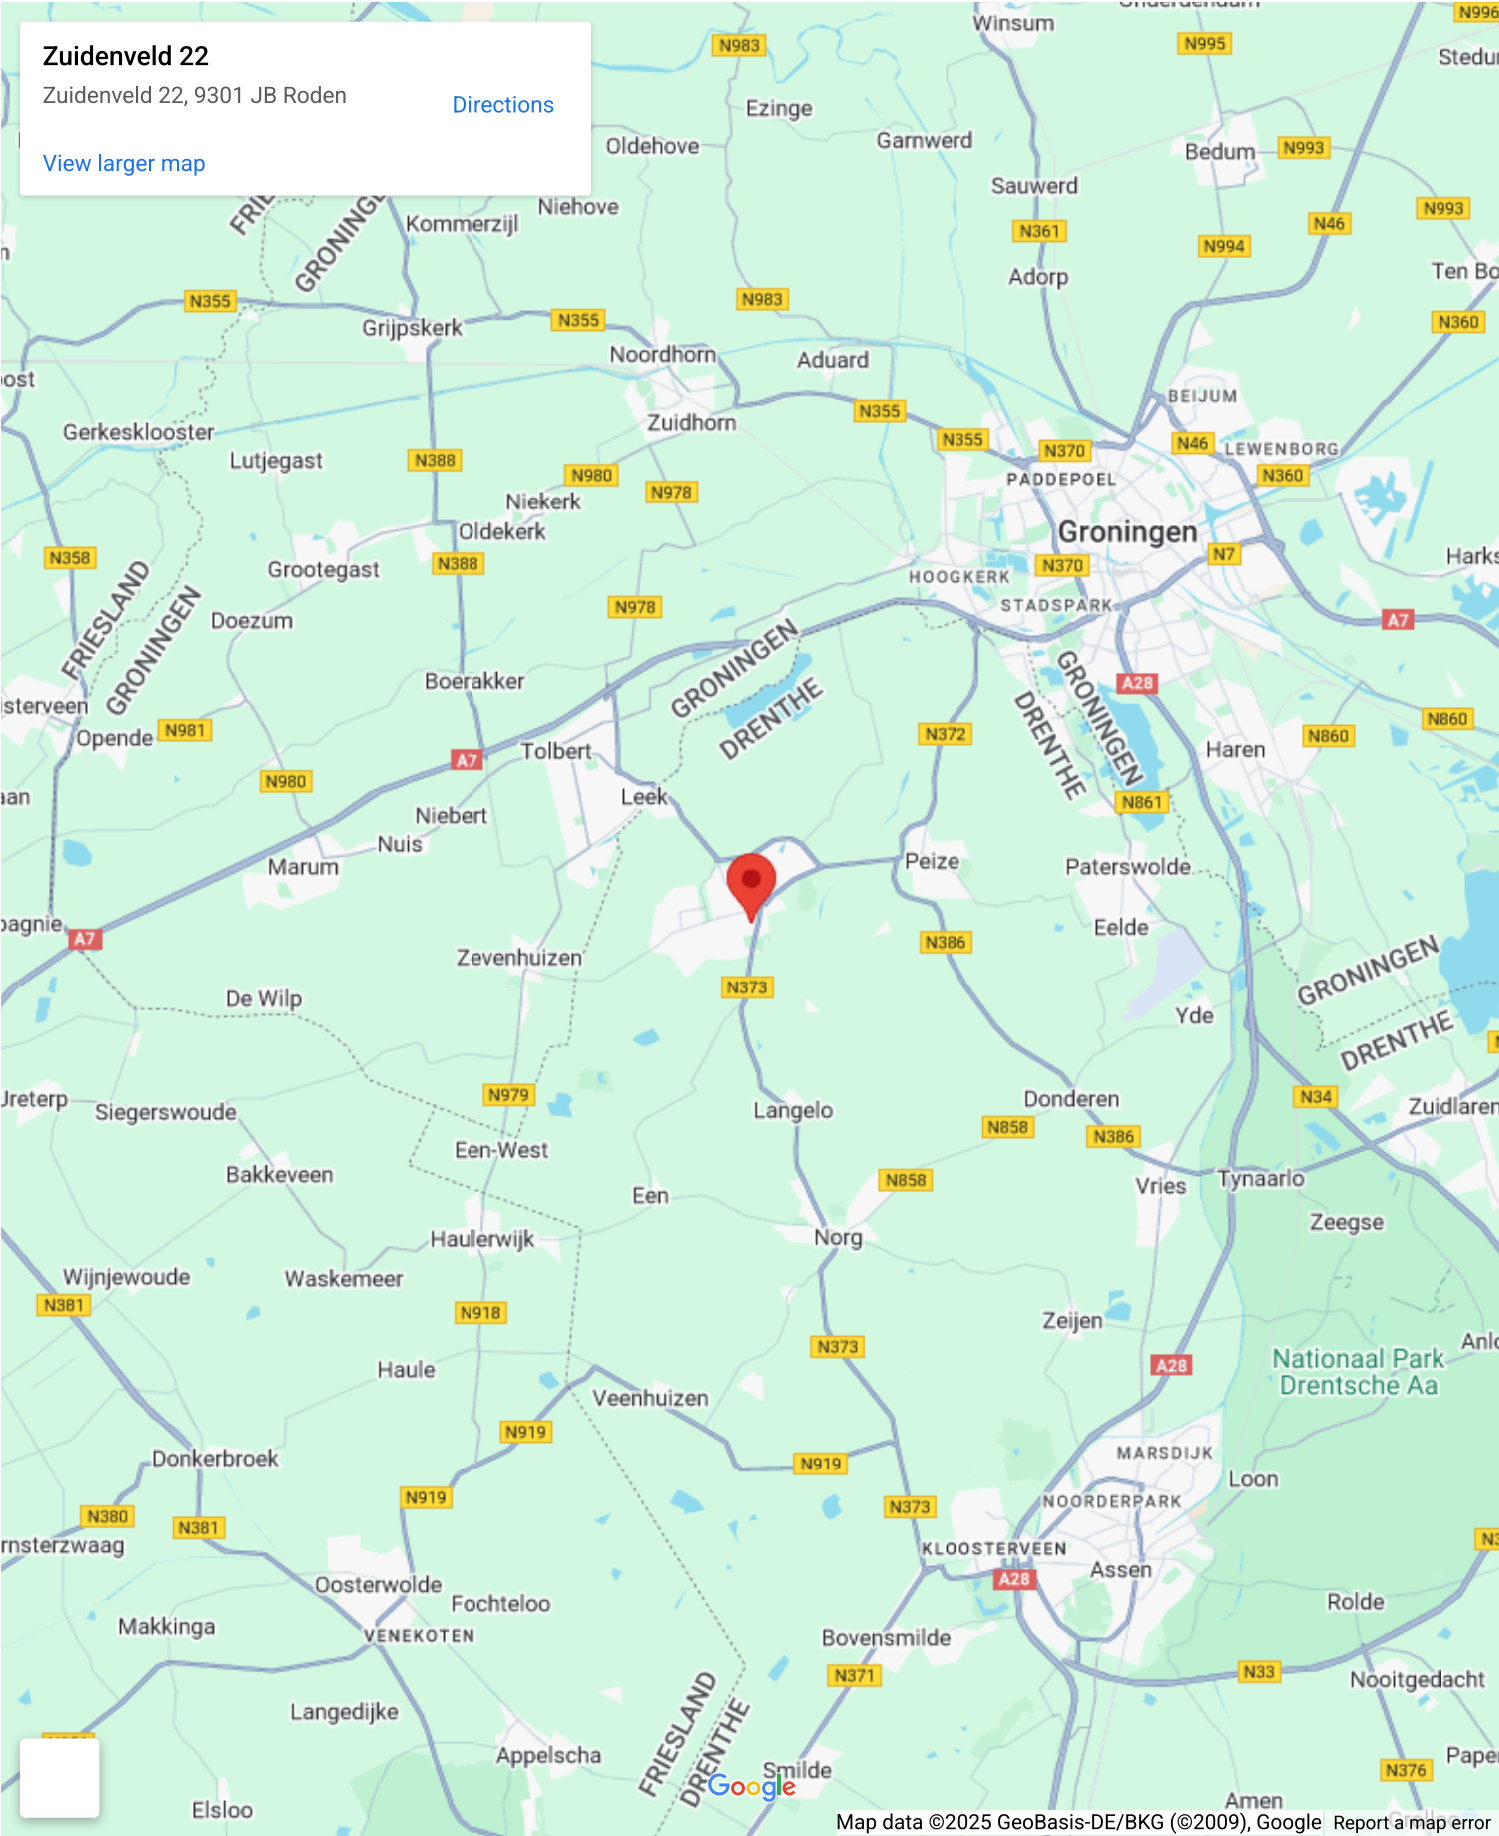 Zuidenveld 22
Zuidenveld 22, 9301 JB Roden
Directions
View larger map
Winsum
N983
N995
N996
Ezinge
Oldehove
Garnwerd
Bedum
N993
Sauwerd
Niehove
Kommerzijl
GRONINGE
N361
N994
N46
N993
Adorp
N355
N983
N355
Grijpskerk
N360
Noordhorn
Aduard
BEIJUM
Zuidhorn
N355
Gerkesklooster
N355
N370
N46
LEWENBORG
Lutjegast
N388
N980
N360
PADDEPOEL
N978
Niekerk
Oldekerk
Groningen
N358
N388
N7
Grootegast
HOOGKERK
N370
FRIESLAND
GRONINGEN
N978
STADSPARK
Doezum
A7
GRONINGEN
DRENTHE
Boerakker
A28
GRONINGEN
DRENTHE
sterveen
Opende
N981
N372
N860
N860
Tolbert
A7
Haren
N980
Leek
N861
Niebert
Nuis
Marum
Peize
Paterswolde
Eelde
A7
N386
Zevenhuizen
GRONINGEN
DRENTHE
N373
De Wilp
Yde
N979
N34
Ureterp
Siegerswoude
Langelo
Donderen
Zuidlaren
N858
N386
Een-West
Bakkeveen
N858
Vries
Tynaarlo
Een
Zeegse
Haulerwijk
Norg
Wijnjewoude
Waskemeer
N381
N918
Zeijen
N373
A28
Nationaal Park
Drentsche Aa
Haule
Veenhuizen
N919
MARSDIJK
Donkerbroek
N919
Loon
N919
NOORDERPARK
N373
N380
N381
rnsterzwaag
KLOOSTERVEEN
Assen
A28
Oosterwolde
Fochteloo
Rolde
Makkinga
VENEKOTEN
Bovensmilde
N371
N33
Nooitgedacht
FRIESLAND
DRENTHE
Langedijke
Appelscha
Smilde
N376
Google
Elsloo
Amen
Map data ©2025 GeoBasis-DE/BKG (©2009), Google
Report a map error